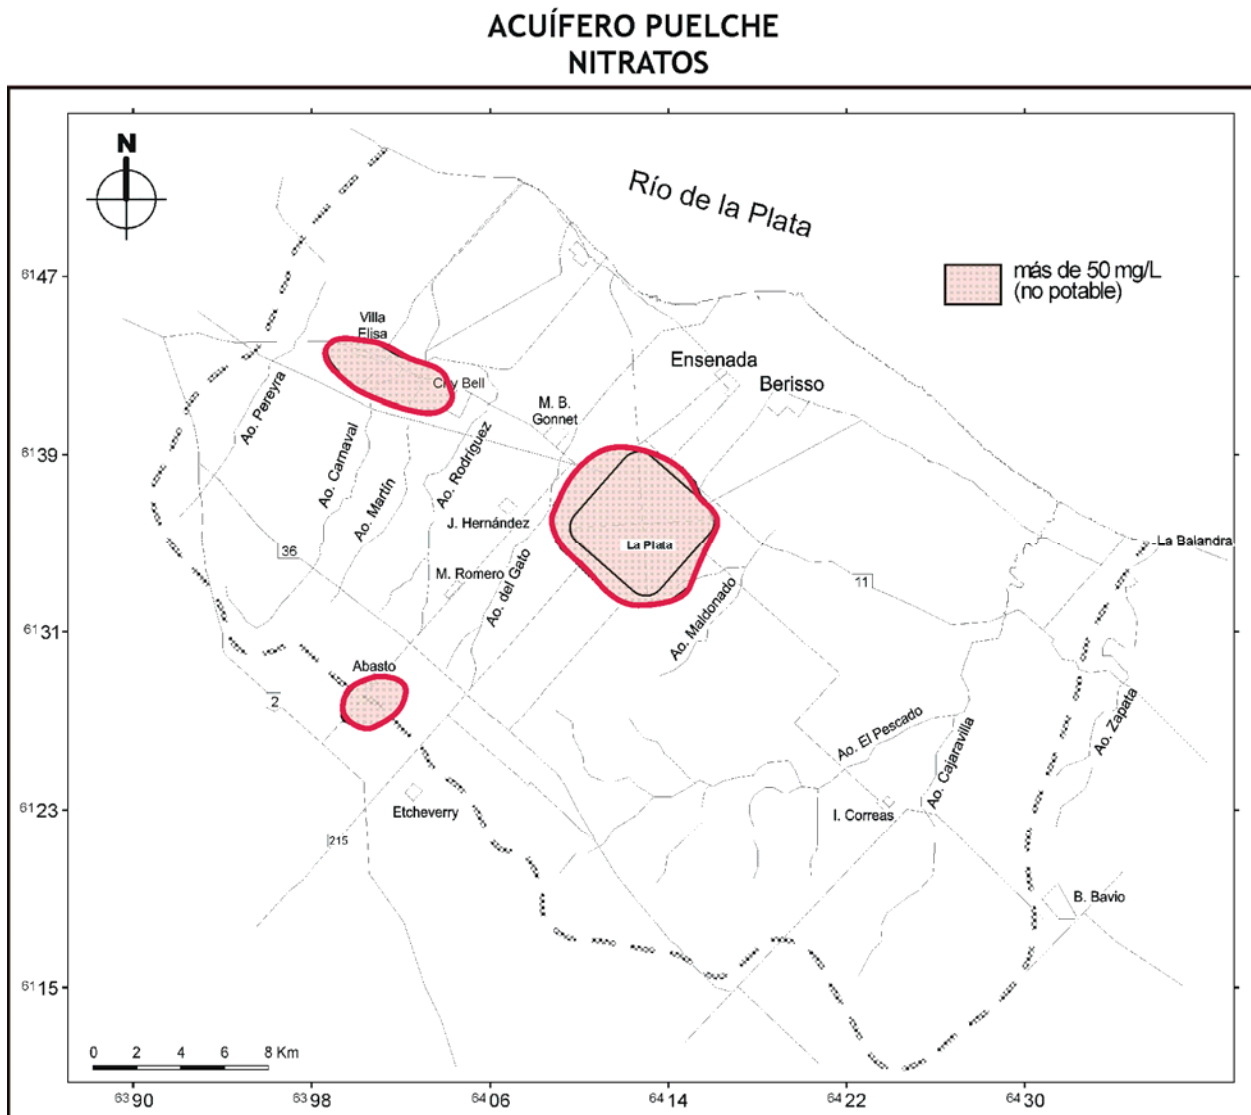 ACUÍFERO PUELCHE
NITRATOS
N
Río de la Plata
más de 50 mg/L
(no potable)
6147
Villa
Elisa
Ensenada
Berisso
City Bell
M. B.
Gonnet
Ao. Pereyra
6139
Ao. Carnaval
Ao. Martín
Ao. Rodríguez
J. Hernández
La Plata
La Balandra
36
M. Romero
Ao. del Gato
11
Ao. Maldonado
6131
Abasto
2
Ao. El Pescado
Ao. Cajaravilla
Ao. Zapata
6123
Etcheverry
I. Correas
215
B. Bavio
6115
0 2 4 6 8 Km
6390 6398 6406 6414 6422 6430